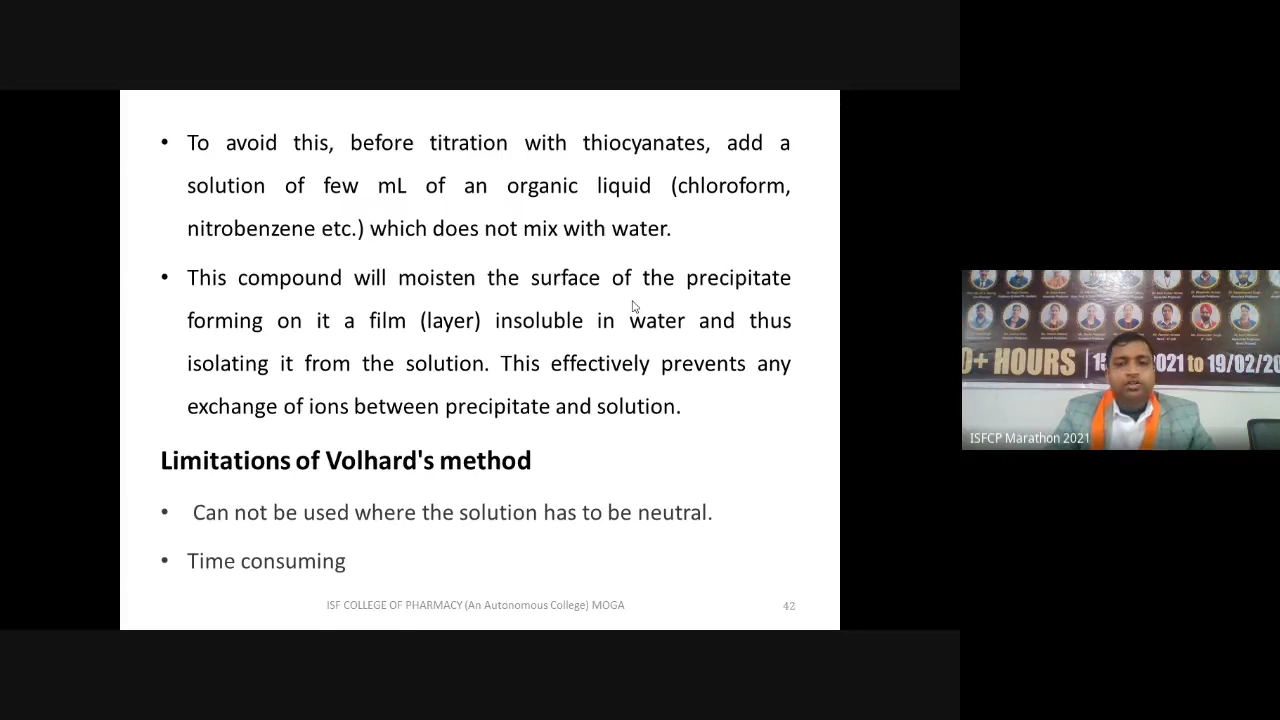 • To avoid this, before titration with thiocyanates, add a
solution of few mL of an organic liquid (chloroform,
nitrobenzene etc.) which does not mix with water.
• This compound will moisten the surface of the precipitate
forming on it a film (layer) insoluble in water and thus
isolating it from the solution. This effectively prevents any
exchange of ions between precipitate and solution.
Limitations of Volhard's method
• Can not be used where the solution has to be neutral.
• Time consuming
ISF COLLEGE OF PHARMACY (An Autonomous College) MOGA
42
0+ HOURS 15 2021 to 19/02/20
ISFCP Marathon 2021